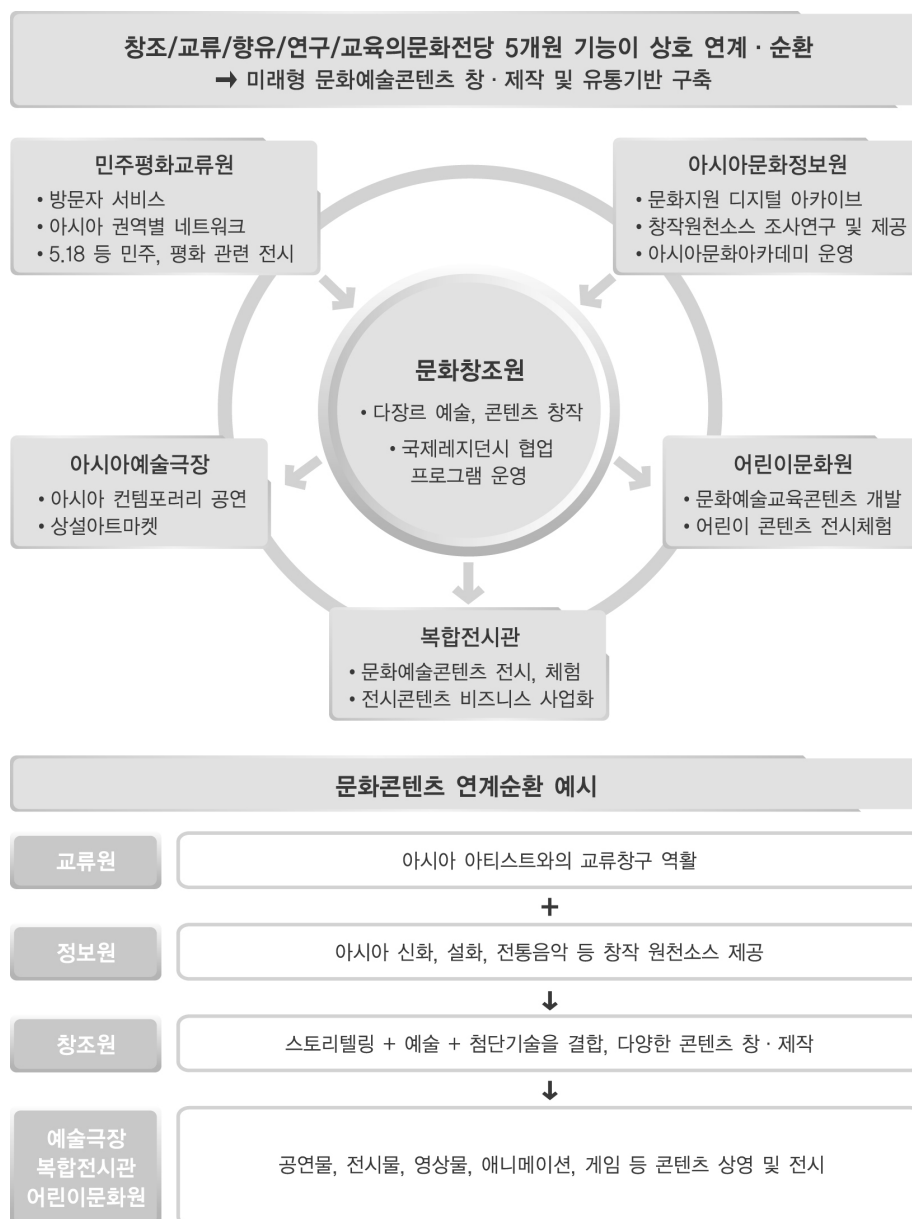 창조/교류/향유/연구/교육의문화전당 5개원 기능이 상호 연계 · 순환
→ 미래형 문화예술콘텐츠 창 · 제작 및 유통기반 구축
민주평화교류원
• 방문자 서비스
• 아시아 권역별 네트워크
• 5.18 등 민주, 평화 관련 전시
아시아문화정보원
• 문화지원 디지털 아카이브
• 창작원천소스 조사연구 및 제공
• 아시아문화아카데미 운영
문화창조원
• 다장르 예술, 콘텐츠 창작
• 국제레지던시 협업
프로그램 운영
아시아예술극장
• 아시아 컨템포러리 공연
• 상설아트마켓
어린이문화원
• 문화예술교육콘텐츠 개발
• 어린이 콘텐츠 전시체험
복합전시관
• 문화예술콘텐츠 전시, 체험
• 전시콘텐츠 비즈니스 사업화
문화콘텐츠 연계순환 예시
교류원
아시아 아티스트와의 교류창구 역활
+
정보원
아시아 신화, 설화, 전통음악 등 창작 원천소스 제공
↓
창조원
스토리텔링 + 예술 + 첨단기술을 결합, 다양한 콘텐츠 창 · 제작
↓
예술극장
복합전시관
어린이문화원
공연물, 전시물, 영상물, 애니메이션, 게임 등 콘텐츠 상영 및 전시